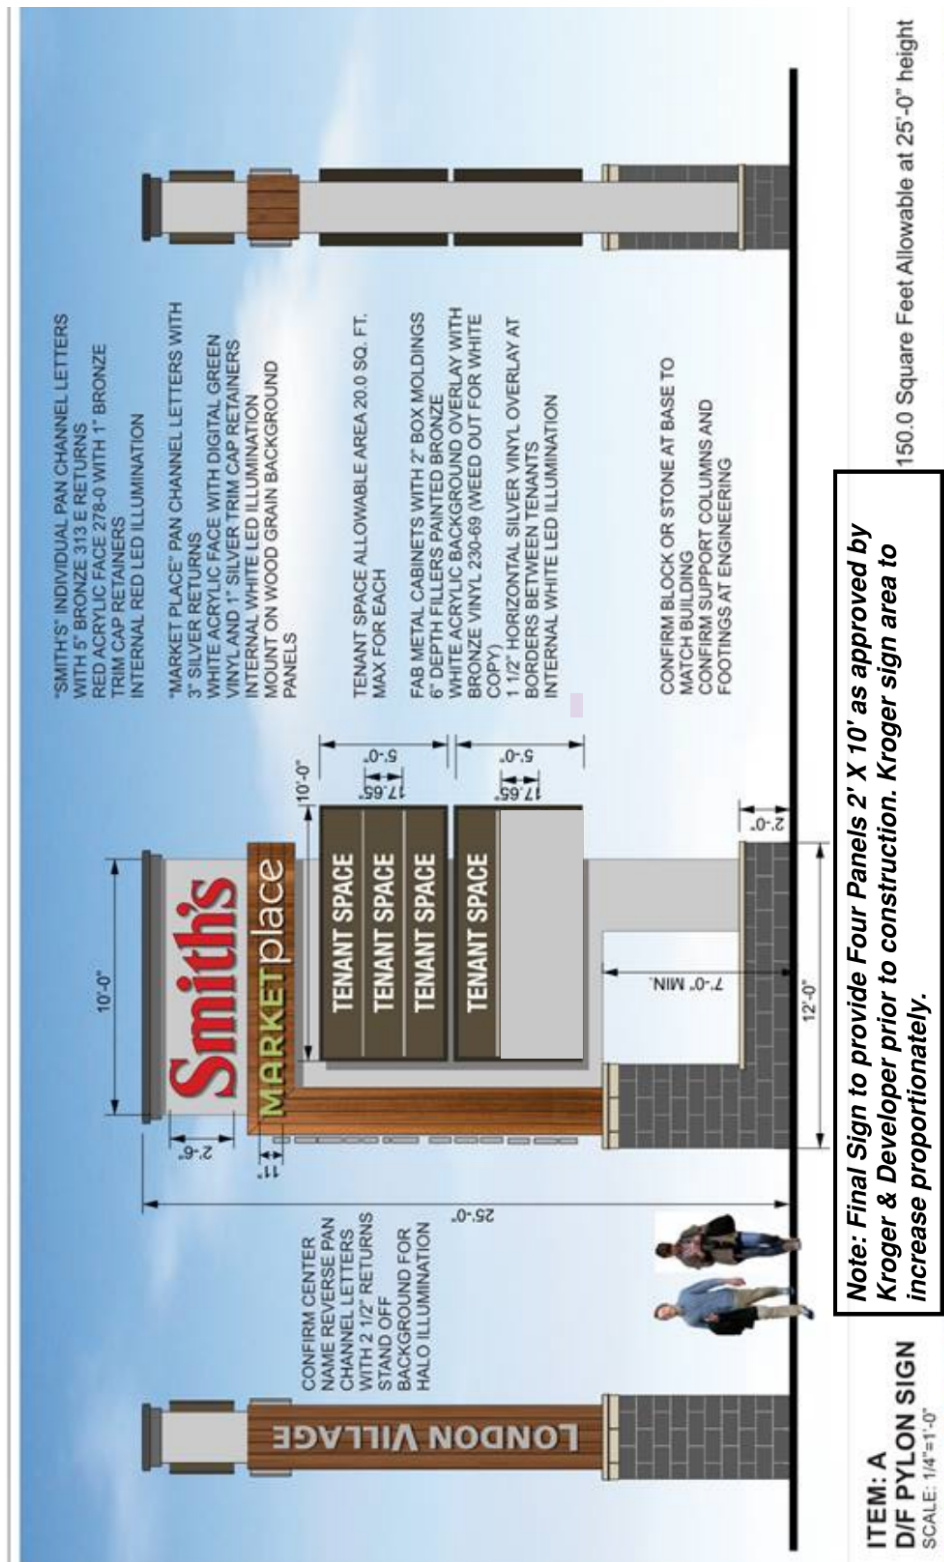 "SMITH'S" INDIVIDUAL PAN CHANNEL LETTERS
WITH 5" BRONZE 313 E RETURNS
RED ACRYLIC FACE 278-0 WITH 1" BRONZE
TRIM CAP RETAINERS
INTERNAL RED LED ILLUMINATION
"MARKET PLACE" PAN CHANNEL LETTERS WITH
3" SILVER RETURNS
WHITE ACRYLIC FACE WITH DIGITAL GREEN
VINYL AND 1" SILVER TRIM CAP RETAINERS
INTERNAL WHITE LED ILLUMINATION
MOUNT ON WOOD GRAIN BACKGROUND
PANELS
TENANT SPACE ALLOWABLE AREA 20.0 SQ. FT.
MAX FOR EACH
FAB METAL CABINETS WITH 2" BOX MOLDINGS
6" DEPTH FILLERS PAINTED BRONZE
WHITE ACRYLIC BACKGROUND OVERLAY WITH
BRONZE VINYL 230-69 (WEED OUT FOR WHITE
COPY)
1 1/2" HORIZONTAL SILVER VINYL OVERLAY AT
BORDERS BETWEEN TENANTS
INTERNAL WHITE LED ILLUMINATION
CONFIRM BLOCK OR STONE AT BASE TO
MATCH BUILDING
CONFIRM SUPPORT COLUMNS AND
FOOTINGS AT ENGINEERING
10'-0"
Smith's
MARKETplace
2'-6"
11"
10'-0"
TENANT SPACE
TENANT SPACE
TENANT SPACE
TENANT SPACE
5'-0"
17.65"
5'-0"
17.65"
7'-0" MIN.
2'-0"
12'-0"
25'-0"
CONFIRM CENTER
NAME REVERSE PAN
CHANNEL LETTERS
WITH 2 1/2" RETURNS
STAND OFF
BACKGROUND FOR
HALO ILLUMINATION
LONDON VILLAGE
ITEM: A
D/F PYLON SIGN
SCALE: 1/4"=1'-0"
Note: Final Sign to provide Four Panels 2' X 10' as approved by
Kroger & Developer prior to construction. Kroger sign area to
increase proportionately.
150.0 Square Feet Allowable at 25'-0" height